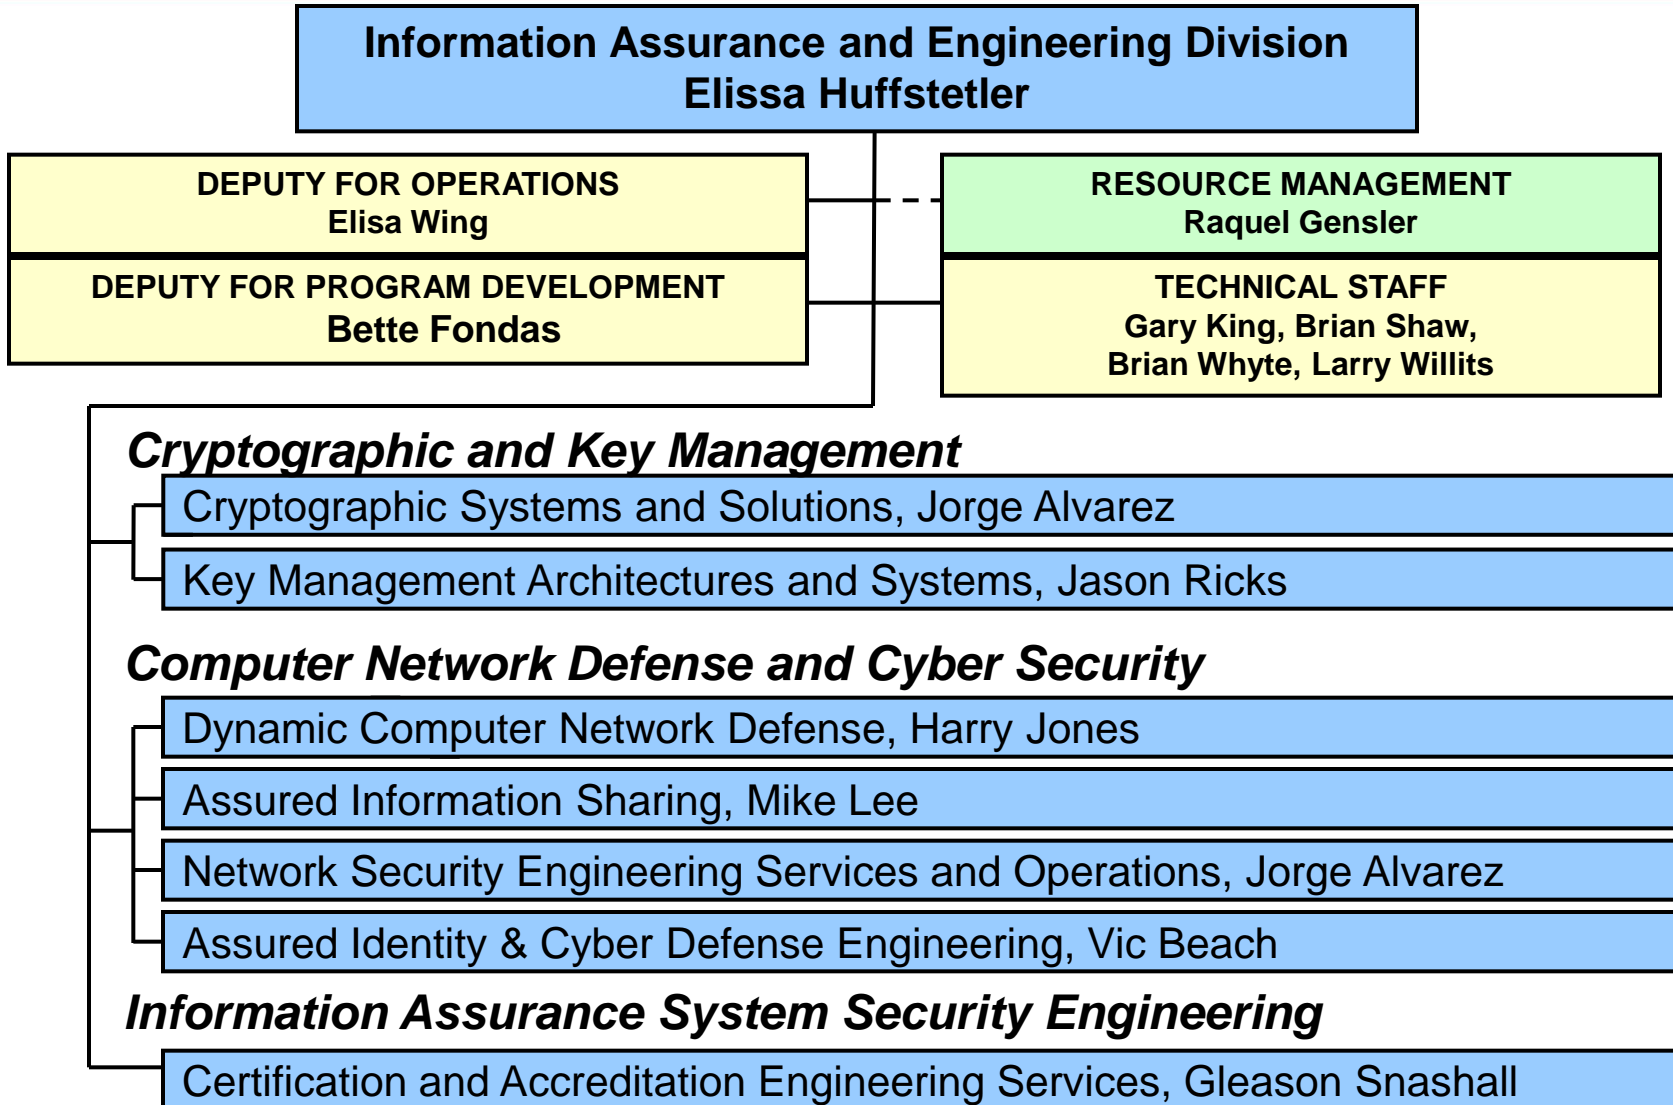 Information Assurance and Engineering Division
Elissa Huffstetler
DEPUTY FOR OPERATIONS
Elisa Wing
DEPUTY FOR PROGRAM DEVELOPMENT
Bette Fondas
RESOURCE MANAGEMENT
Raquel Gensler
TECHNICAL STAFF
Gary King, Brian Shaw,
Brian Whyte, Larry Willits
Cryptographic and Key Management
Cryptographic Systems and Solutions, Jorge Alvarez
Key Management Architectures and Systems, Jason Ricks
Computer Network Defense and Cyber Security
Dynamic Computer Network Defense, Harry Jones
Assured Information Sharing, Mike Lee
Network Security Engineering Services and Operations, Jorge Alvarez
Assured Identity & Cyber Defense Engineering, Vic Beach
Information Assurance System Security Engineering
Certification and Accreditation Engineering Services, Gleason Snashall